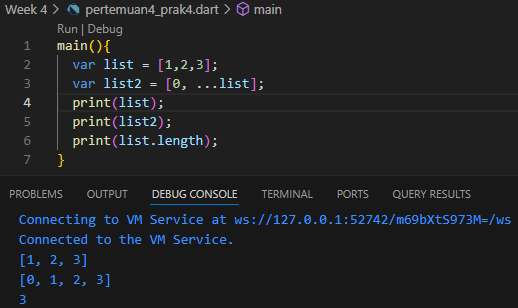 Week 4 > pertemuan4_prak4.dart > main
Run | Debug
1 main(){
2 var list = [1,2,3];
3 var list2 = [0, ...list];
4 print(list);
5 print(list2);
6 print(list.length);
7 }
PROBLEMS OUTPUT DEBUG CONSOLE TERMINAL PORTS QUERY RESULTS
Connecting to VM Service at ws://127.0.0.1:52742/m69bXtS973M=/ws
Connected to the VM Service.
[1, 2, 3]
[0, 1, 2, 3]
3